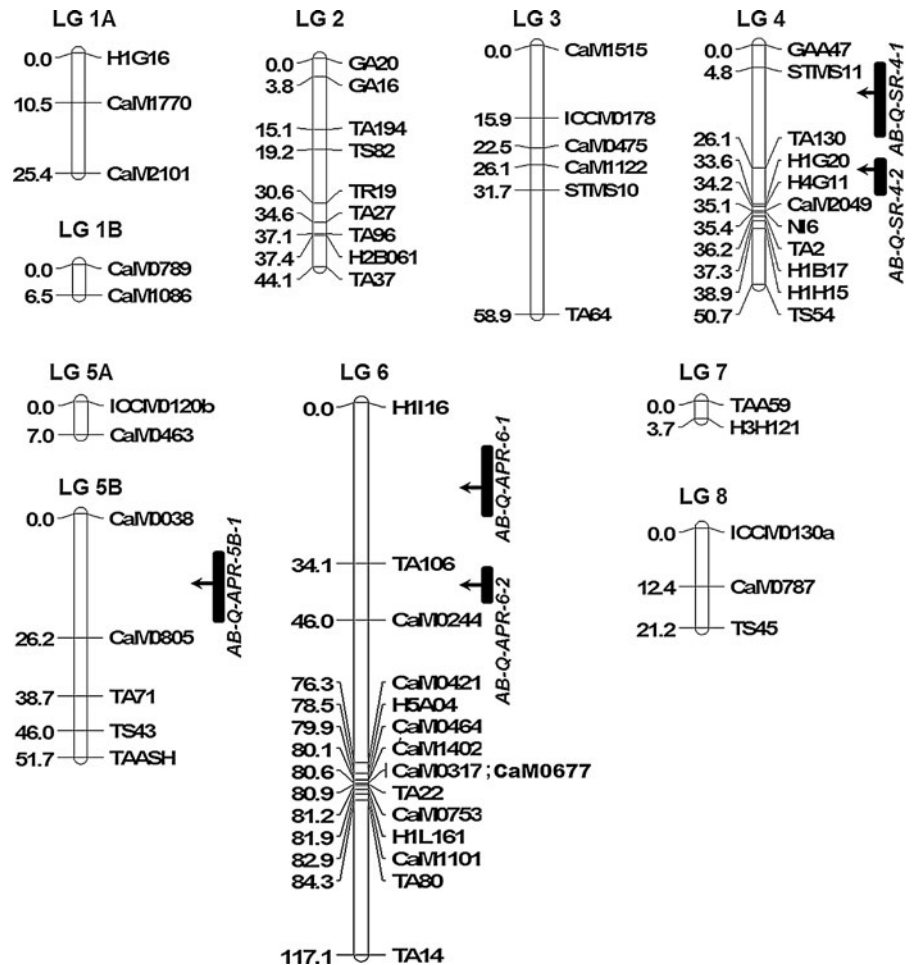 LG 1A
0.0 H1G16
10.5 CaM1770
25.4 CaM2101
LG 1B
0.0 CaM0789
6.5 CaM1086
LG 2
0.0 GA20
3.8 GA16
15.1 TA194
19.2 TS82
30.6 TR19
34.6 TA27
37.1 TA96
37.4 H2B061
44.1 TA37
LG 3
0.0 CaM1515
15.9 ICCM0178
22.5 CaM0475
26.1 CaM1122
31.7 STMS10
58.9 TA64
LG 4
0.0 GAA47
4.8 STMS11
26.1 TA130
33.6 H1G20
34.2 H4G11
35.1 CaM2049
35.4 NI6
36.2 TA2
37.3 H1B17
38.9 H1H15
50.7 TS54
AB-Q-SR-4-1
AB-Q-SR-4-2
LG 5A
0.0 ICCM0120b
7.0 CaM0463
LG 5B
0.0 CaM0038
26.2 CaM0805
38.7 TA71
46.0 TS43
51.7 TAASH
AB-Q-APR-5B-1
LG 6
0.0 H1I16
34.1 TA106
46.0 CaM0244
76.3 CaM0421
78.5 H5A04
79.9 CaM0464
80.1 CaM1402
80.6 CaM0317 ; CaM0677
80.9 TA22
81.2 CaM0753
81.9 H1L161
82.9 CaM1101
84.3 TA80
117.1 TA14
AB-Q-APR-6-1
AB-Q-APR-6-2
LG 7
0.0 TAA59
3.7 H3H121
LG 8
0.0 ICCM0130a
12.4 CaM0787
21.2 TS45